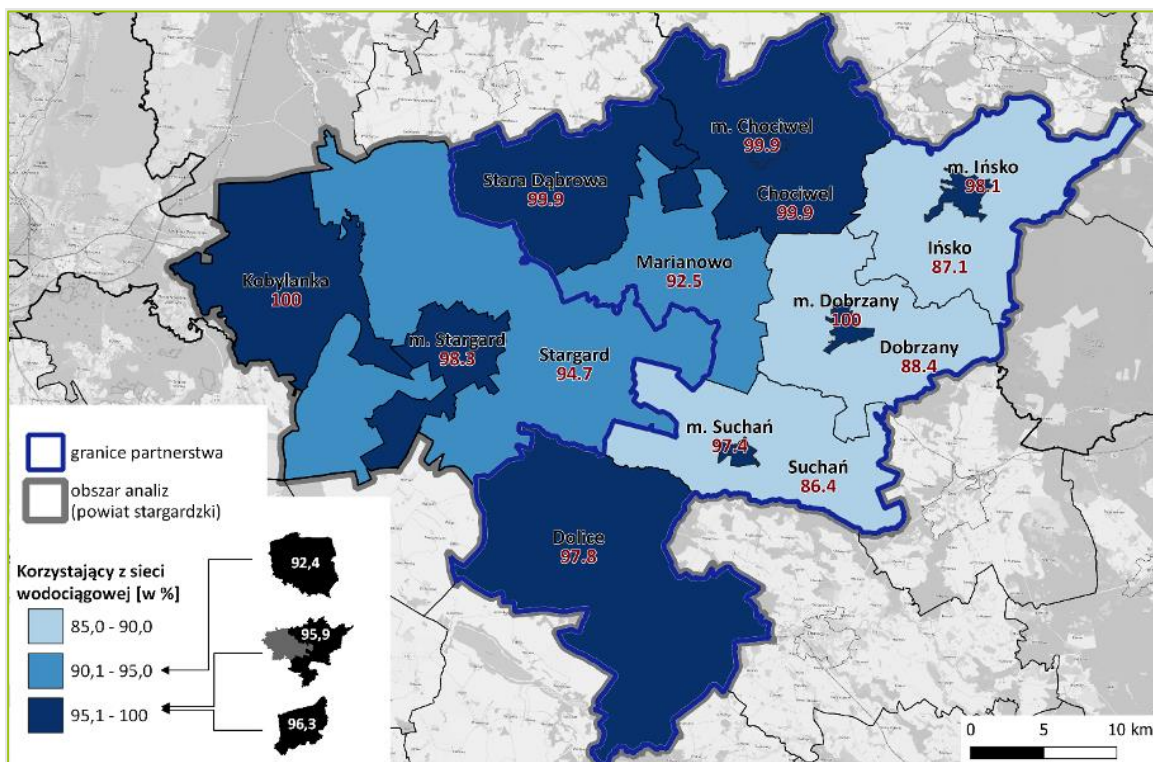 m. Chociwel
99.9
m. Ińsko
98.1
Stara Dąbrowa
99.9
Chociwel
99.9
Ińsko
87.1
Marianowo
92.5
Kobylanka
100
m. Dobrzany
100
m. Stargard
98.3
Stargard
94.7
Dobrzany
88.4
m. Suchań
97.4
Suchań
86.4
Dolice
97.8
granice partnerstwa
obszar analiz
(powiat stargardzki)
Korzystający z sieci
wodociągowej [w %]
85,0 - 90,0
90,1 - 95,0
95,1 - 100
92,4
95,9
96,3
0 5 10 km